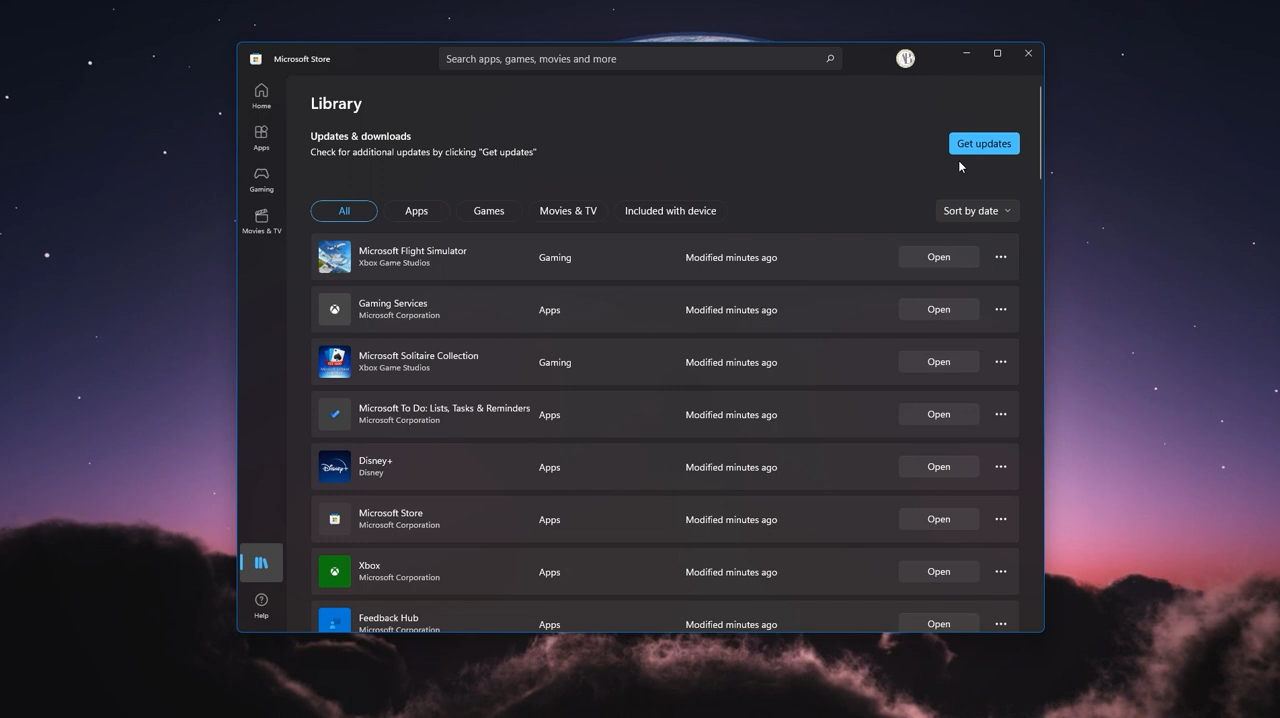 Microsoft Store
Search apps, games, movies and more
Home
Apps
Gaming
Movies & TV
Help
Library
Updates & downloads
Check for additional updates by clicking "Get updates"
Get updates
All Apps Games Movies & TV Included with device Sort by date
Microsoft Flight Simulator
Xbox Game Studios
Gaming Modified minutes ago Open
Gaming Services
Microsoft Corporation
Apps Modified minutes ago Open
Microsoft Solitaire Collection
Xbox Game Studios
Gaming Modified minutes ago Open
Microsoft To Do: Lists, Tasks & Reminders
Microsoft Corporation
Apps Modified minutes ago Open
Disney+
Disney
Apps Modified minutes ago Open
Microsoft Store
Microsoft Corporation
Apps Modified minutes ago Open
Xbox
Microsoft Corporation
Apps Modified minutes ago Open
Feedback Hub
Microsoft Corporation
Apps Modified minutes ago Open